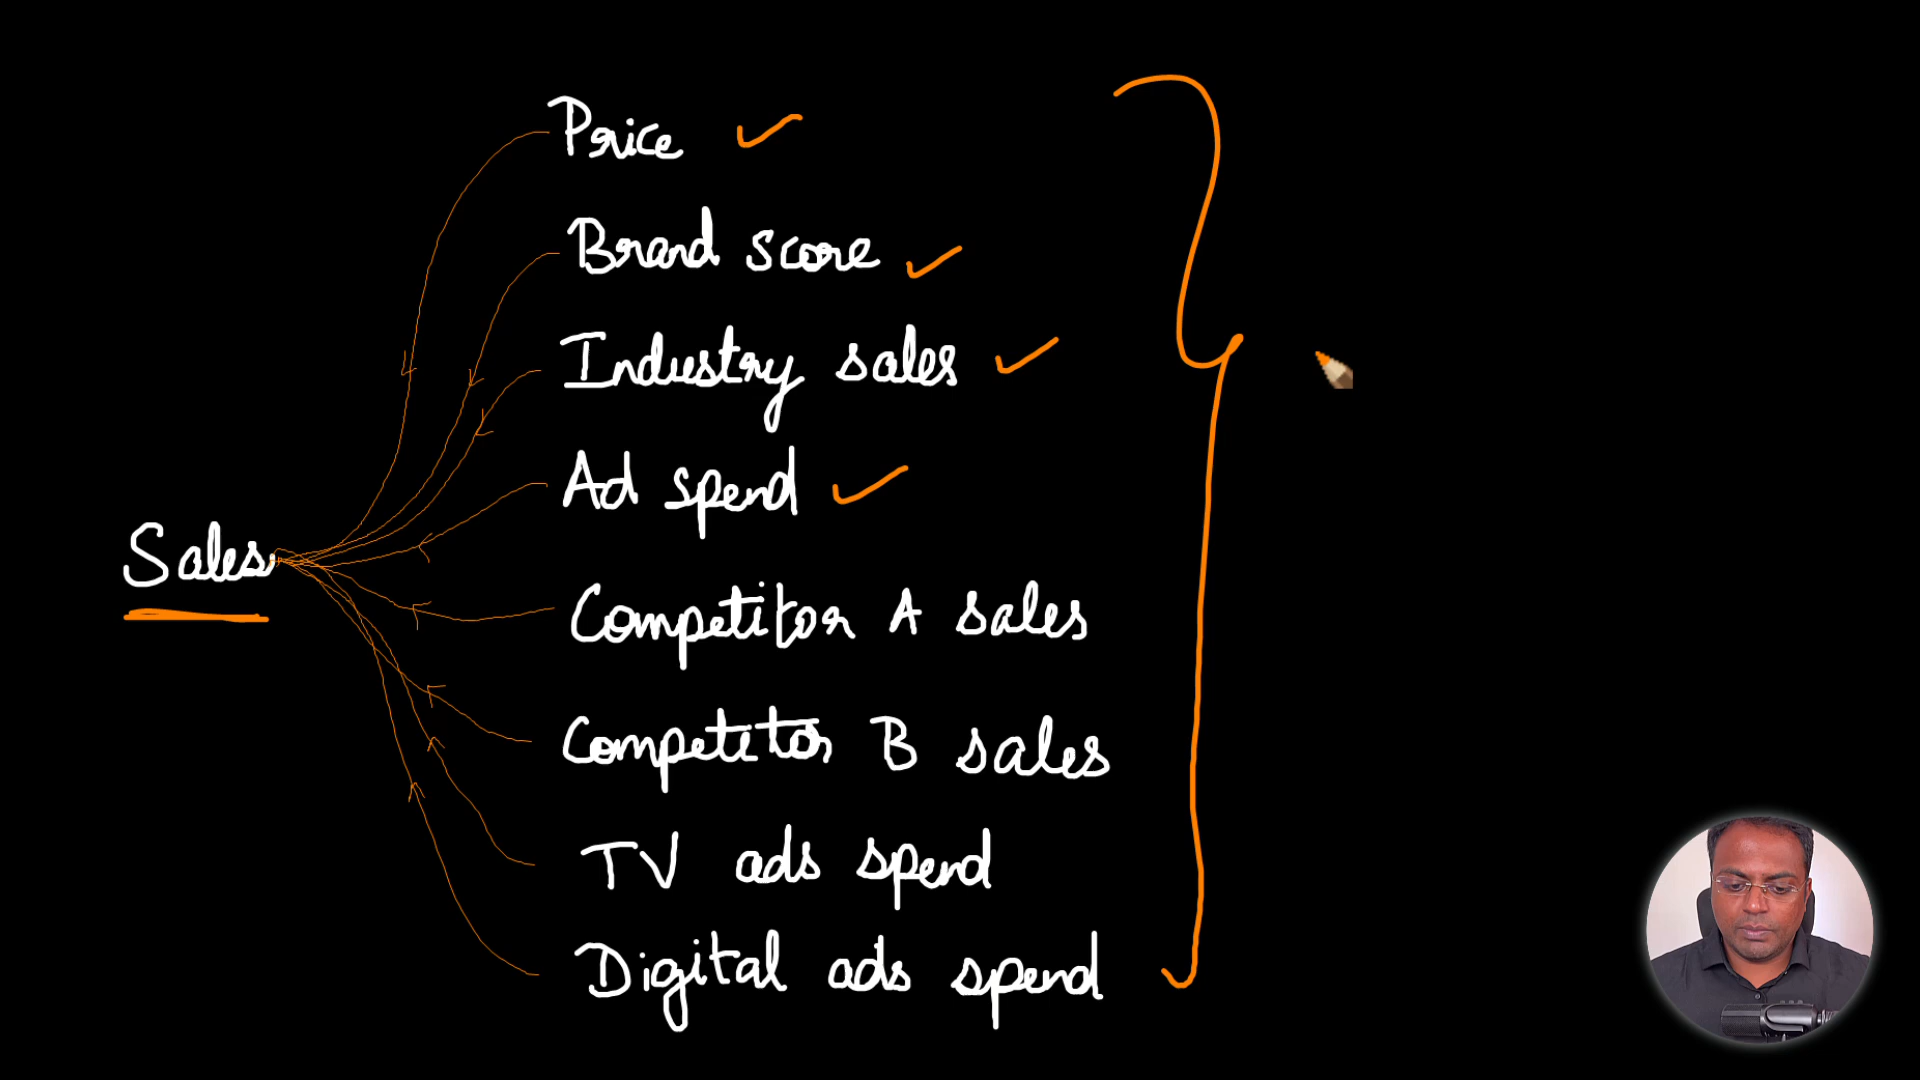 Price
Brand score
Industry sales
Ad spend
Sales
Competitor A sales
Competitor B sales
TV ads spend
Digital ads spend